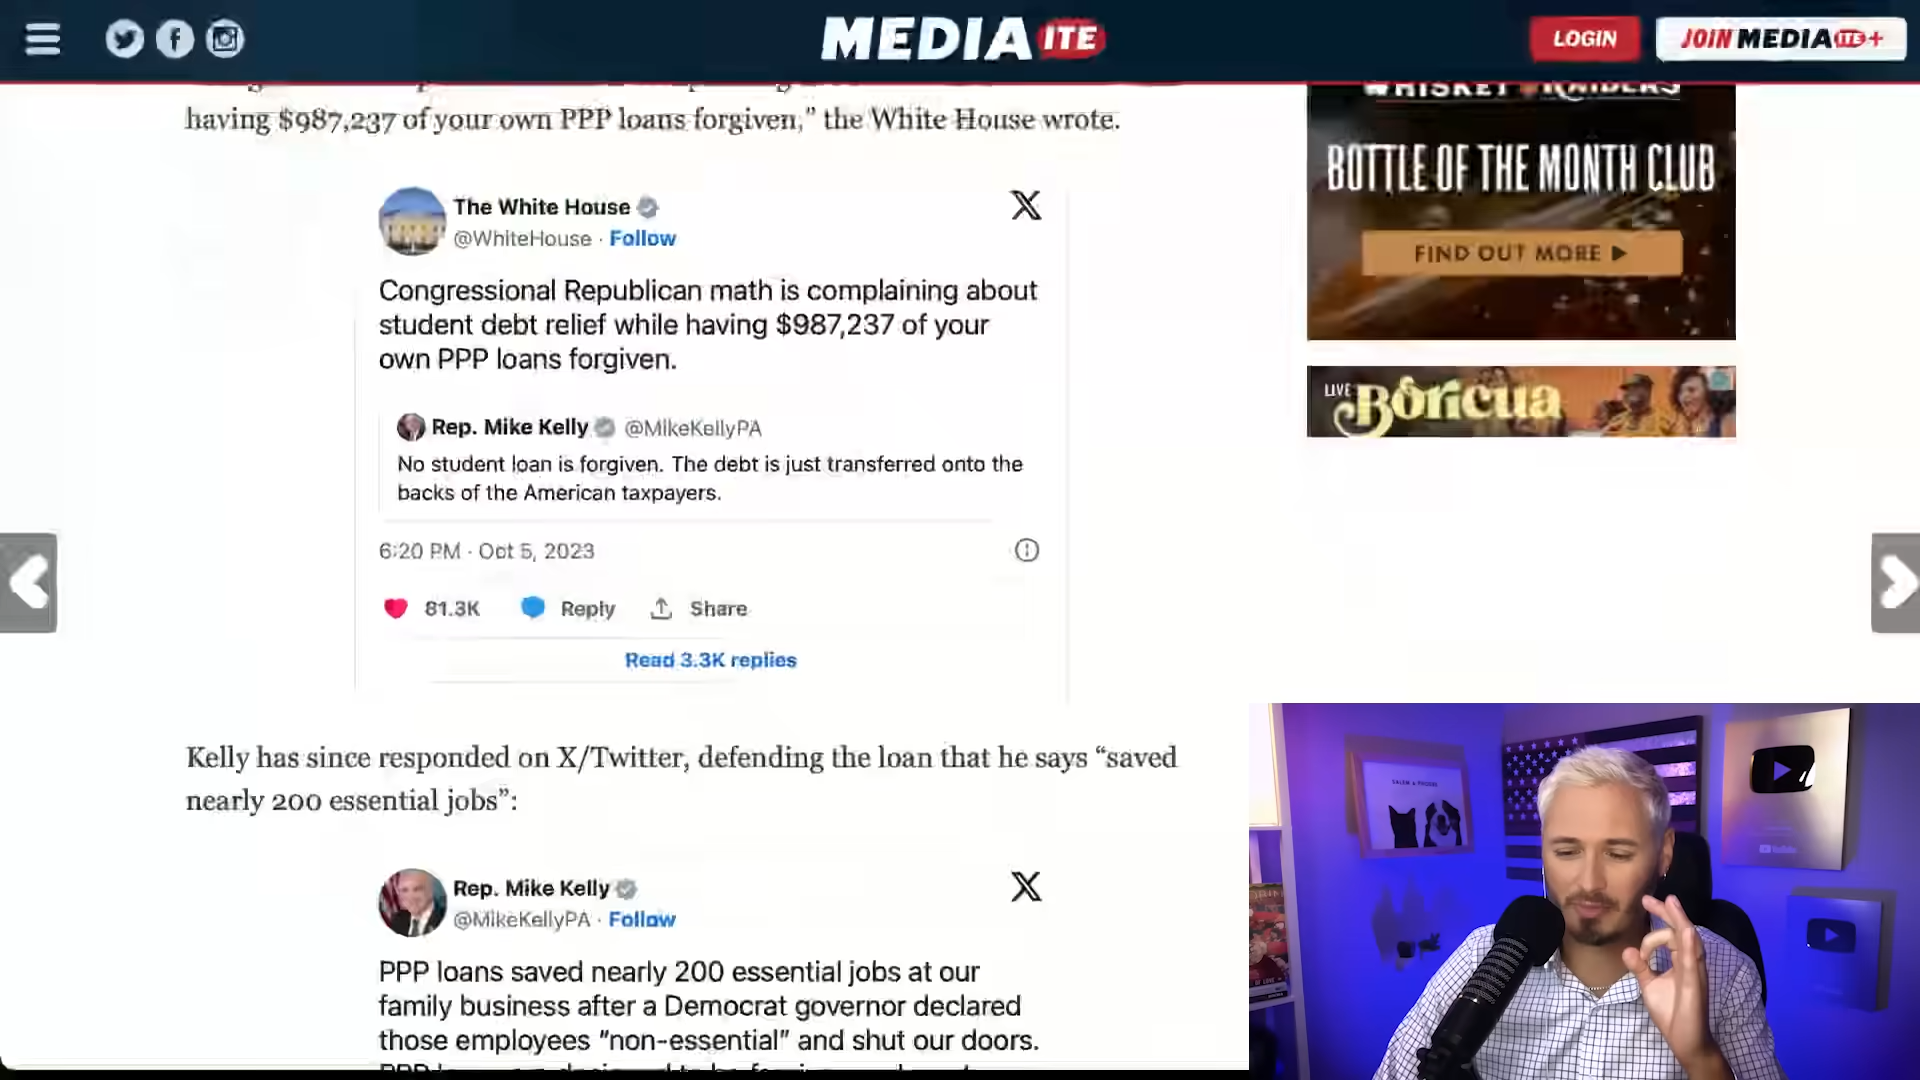 MEDIAITE
LOGIN
JOIN MEDIAITE+
having $987,237 of your own PPP loans forgiven,” the White House wrote.
WHISKEY RAIDERS
BOTTLE OF THE MONTH CLUB
FIND OUT MORE
LIVE Boricua
The White House
@WhiteHouse · Follow
Congressional Republican math is complaining about
student debt relief while having $987,237 of your
own PPP loans forgiven.
Rep. Mike Kelly @MikeKellyPA
No student loan is forgiven. The debt is just transferred onto the
backs of the American taxpayers.
6:20 PM · Oct 5, 2023
81.3K Reply Share
Read 3.3K replies
Kelly has since responded on X/Twitter, defending the loan that he says “saved
nearly 200 essential jobs”:
Rep. Mike Kelly
@MikeKellyPA · Follow
PPP loans saved nearly 200 essential jobs at our
family business after a Democrat governor declared
those employees “non-essential” and shut our doors.